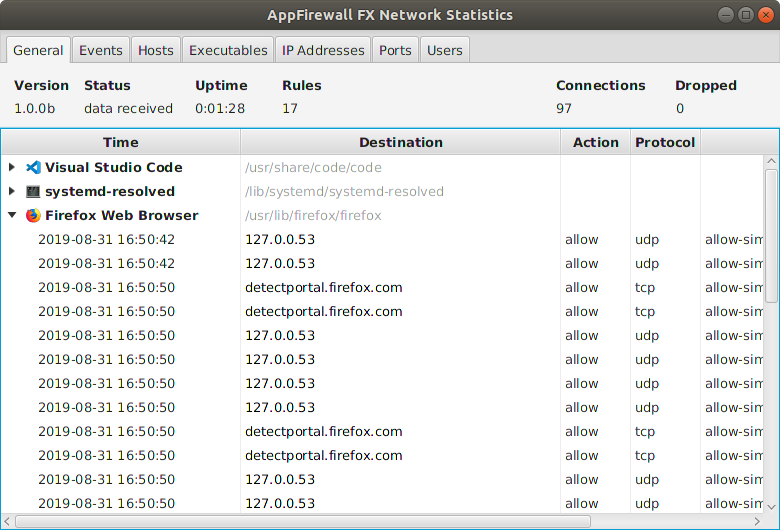 AppFirewall FX Network Statistics
General Events Hosts Executables IP Addresses Ports Users
Version Status Uptime Rules Connections Dropped
1.0.0b data received 0:01:28 17 97 0
Time Destination Action Protocol
Visual Studio Code /usr/share/code/code
systemd-resolved /lib/systemd/systemd-resolved
Firefox Web Browser /usr/lib/firefox/firefox
2019-08-31 16:50:42 127.0.0.53 allow udp allow-sim
2019-08-31 16:50:42 127.0.0.53 allow udp allow-sim
2019-08-31 16:50:50 detectportal.firefox.com allow tcp allow-sim
2019-08-31 16:50:50 detectportal.firefox.com allow tcp allow-sim
2019-08-31 16:50:50 127.0.0.53 allow udp allow-sim
2019-08-31 16:50:50 127.0.0.53 allow udp allow-sim
2019-08-31 16:50:50 127.0.0.53 allow udp allow-sim
2019-08-31 16:50:50 127.0.0.53 allow udp allow-sim
2019-08-31 16:50:50 detectportal.firefox.com allow tcp allow-sim
2019-08-31 16:50:50 detectportal.firefox.com allow tcp allow-sim
2019-08-31 16:50:50 127.0.0.53 allow udp allow-sim
2019-08-31 16:50:50 127.0.0.53 allow udp allow-sim